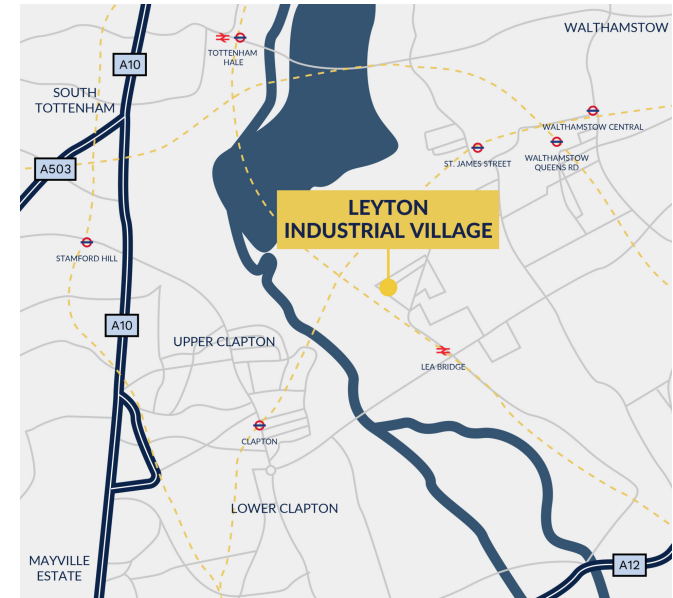 WALTHAMSTOW
TOTTENHAM
HALE
A10
SOUTH
TOTTENHAM
WALTHAMSTOW CENTRAL
ST. JAMES STREET
WALTHAMSTOW
QUEENS RD
A503
LEYTON
INDUSTRIAL VILLAGE
STAMFORD HILL
A10
UPPER CLAPTON
LEA BRIDGE
CLAPTON
LOWER CLAPTON
MAYVILLE
ESTATE
A12